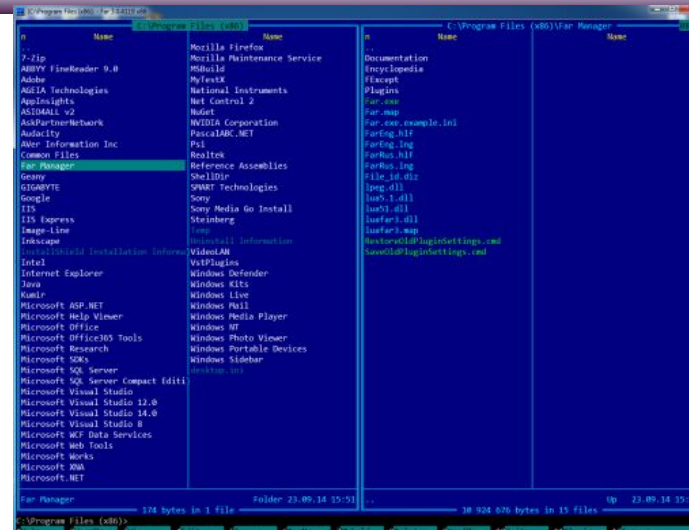 C:\Program Files (x86)
n Name
Name
..
7-Zip
ABBYY FineReader 9.0
Adobe
AGEIA Technologies
AppInsights
ASIO4ALL v2
AskPartnerNetwork
Audacity
AVer Information Inc
Common Files
Far Manager
Geany
GIGABYTE
Google
IIS
IIS Express
Image-Line
Inkscape
InstallShield Installation Informa
Intel
Internet Explorer
Java
Kumir
Microsoft ASP.NET
Microsoft Help Viewer
Microsoft Office
Microsoft Office365 Tools
Microsoft Research
Microsoft SDKs
Microsoft SQL Server
Microsoft SQL Server Compact Editi
Microsoft Visual Studio
Microsoft Visual Studio 12.0
Microsoft Visual Studio 14.0
Microsoft Visual Studio 8
Microsoft WCF Data Services
Microsoft Web Tools
Microsoft Works
Microsoft XNA
Microsoft.NET
Mozilla Firefox
Mozilla Maintenance Service
MSBuild
MyTestX
National Instruments
Net Control 2
NuGet
NVIDIA Corporation
PascalABC.NET
Psi
Realtek
Reference Assemblies
ShellDir
SMART Technologies
Sony
Sony Media Go Install
Steinberg
Temp
Uninstall Information
VideoLAN
VstPlugins
Windows Defender
Windows Kits
Windows Live
Windows Mail
Windows Media Player
Windows NT
Windows Photo Viewer
Windows Portable Devices
Windows Sidebar
desktop.ini
Far Manager Folder 23.09.14 15:51
174 bytes in 1 file
C:\Program Files (x86)\Far Manager
n Name
Name
..
Documentation
Encyclopedia
FExcept
Plugins
Far.exe
Far.map
Far.exe.example.ini
FarEng.hlf
FarEng.lng
FarRus.hlf
FarRus.lng
File_id.diz
lpeg.dll
lua5.1.dll
lua51.dll
luafar3.dll
luafar3.map
RestoreOldPluginSettings.cmd
SaveOldPluginSettings.cmd
.. Up 23.09.14 15:
10 924 676 bytes in 15 files
C:\Program Files (x86)>